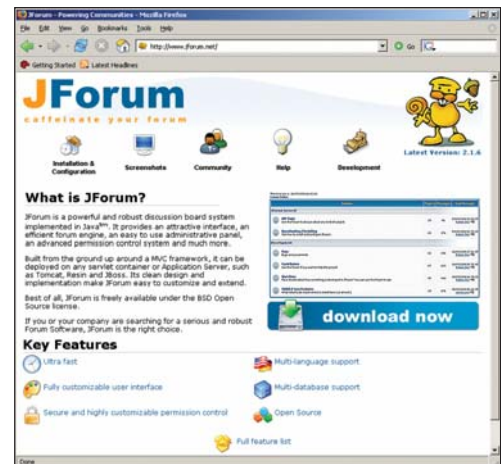 JForum - Powering Communities - Mozilla Firefox
File Edit View Go Bookmarks Tools Help
http://www.jforum.net/
Go
Getting Started Latest Headlines
JForum
caffeinate your forum
Latest Version: 2.1.6
Installation &
Configuration
Screenshots
Community
Help
Development
What is JForum?
JForum is a powerful and robust discussion board system
implemented in Java™. It provides an attractive interface, an
efficient forum engine, an easy to use administrative panel,
an advanced permission control system and much more.
Built from the ground up around a MVC framework, it can be
deployed on any servlet container or Application Server, such
as Tomcat, Resin and JBoss. Its clean design and
implementation make JForum easy to customize and extend.
Best of all, JForum is freely available under the BSD Open
Source license.
If you or your company are searching for a serious and robust
Forum Software, JForum is the right choice.
download now
Key Features
Ultra fast
Multi-language support
Fully customizable user interface
Multi-database support
Secure and highly customizable permission control
Open Source
Full feature list
Done